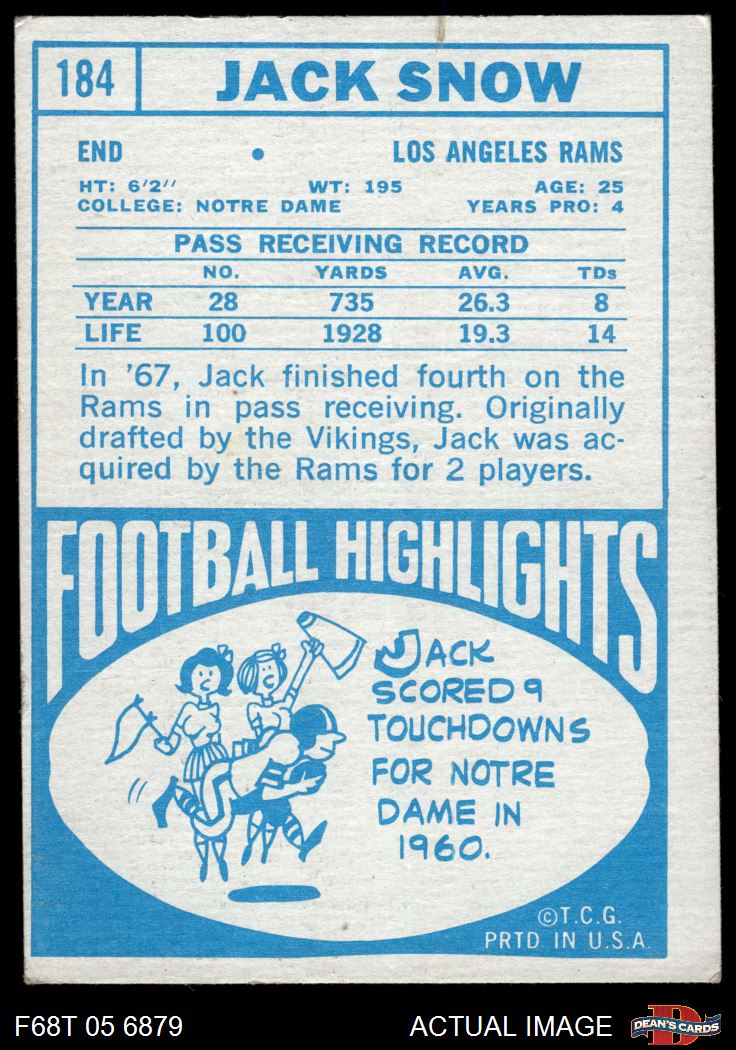 184 JACK SNOW
END • LOS ANGELES RAMS
HT: 6'2" WT: 195 AGE: 25
COLLEGE: NOTRE DAME YEARS PRO: 4
PASS RECEIVING RECORD
NO. YARDS AVG. TDs
YEAR 28 735 26.3 8
LIFE 100 1928 19.3 14
In '67, Jack finished fourth on the
Rams in pass receiving. Originally
drafted by the Vikings, Jack was ac-
quired by the Rams for 2 players.
FOOTBALL HIGHLIGHTS
JACK
SCORED 9
TOUCHDOWNS
FOR NOTRE
DAME IN
1960.
©T.C.G.
PRTD IN U.S.A.
F68T 05 6879 ACTUAL IMAGE D DEAN'S CARDS